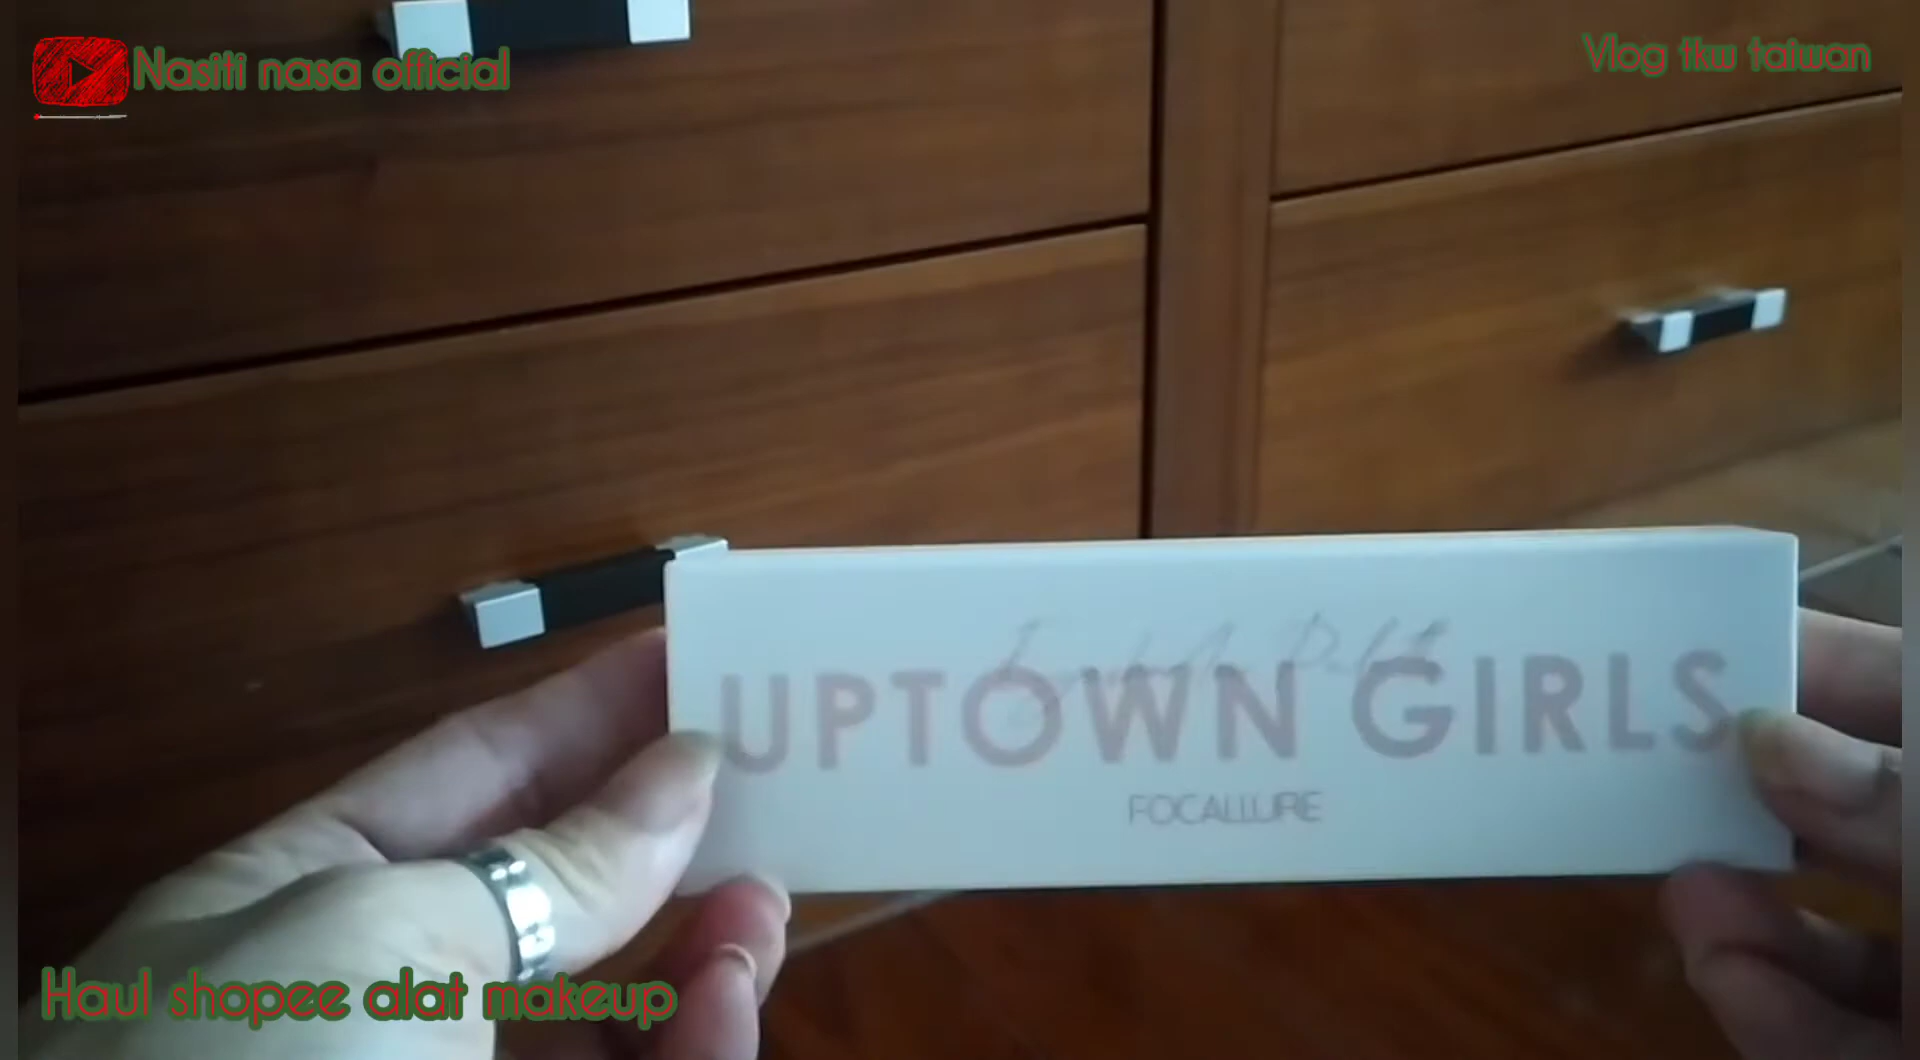 Nasiti nasa official
Vlog tkw taiwan
UPTOWN GIRLS
FOCALLURE
Haul shopee alat makeup